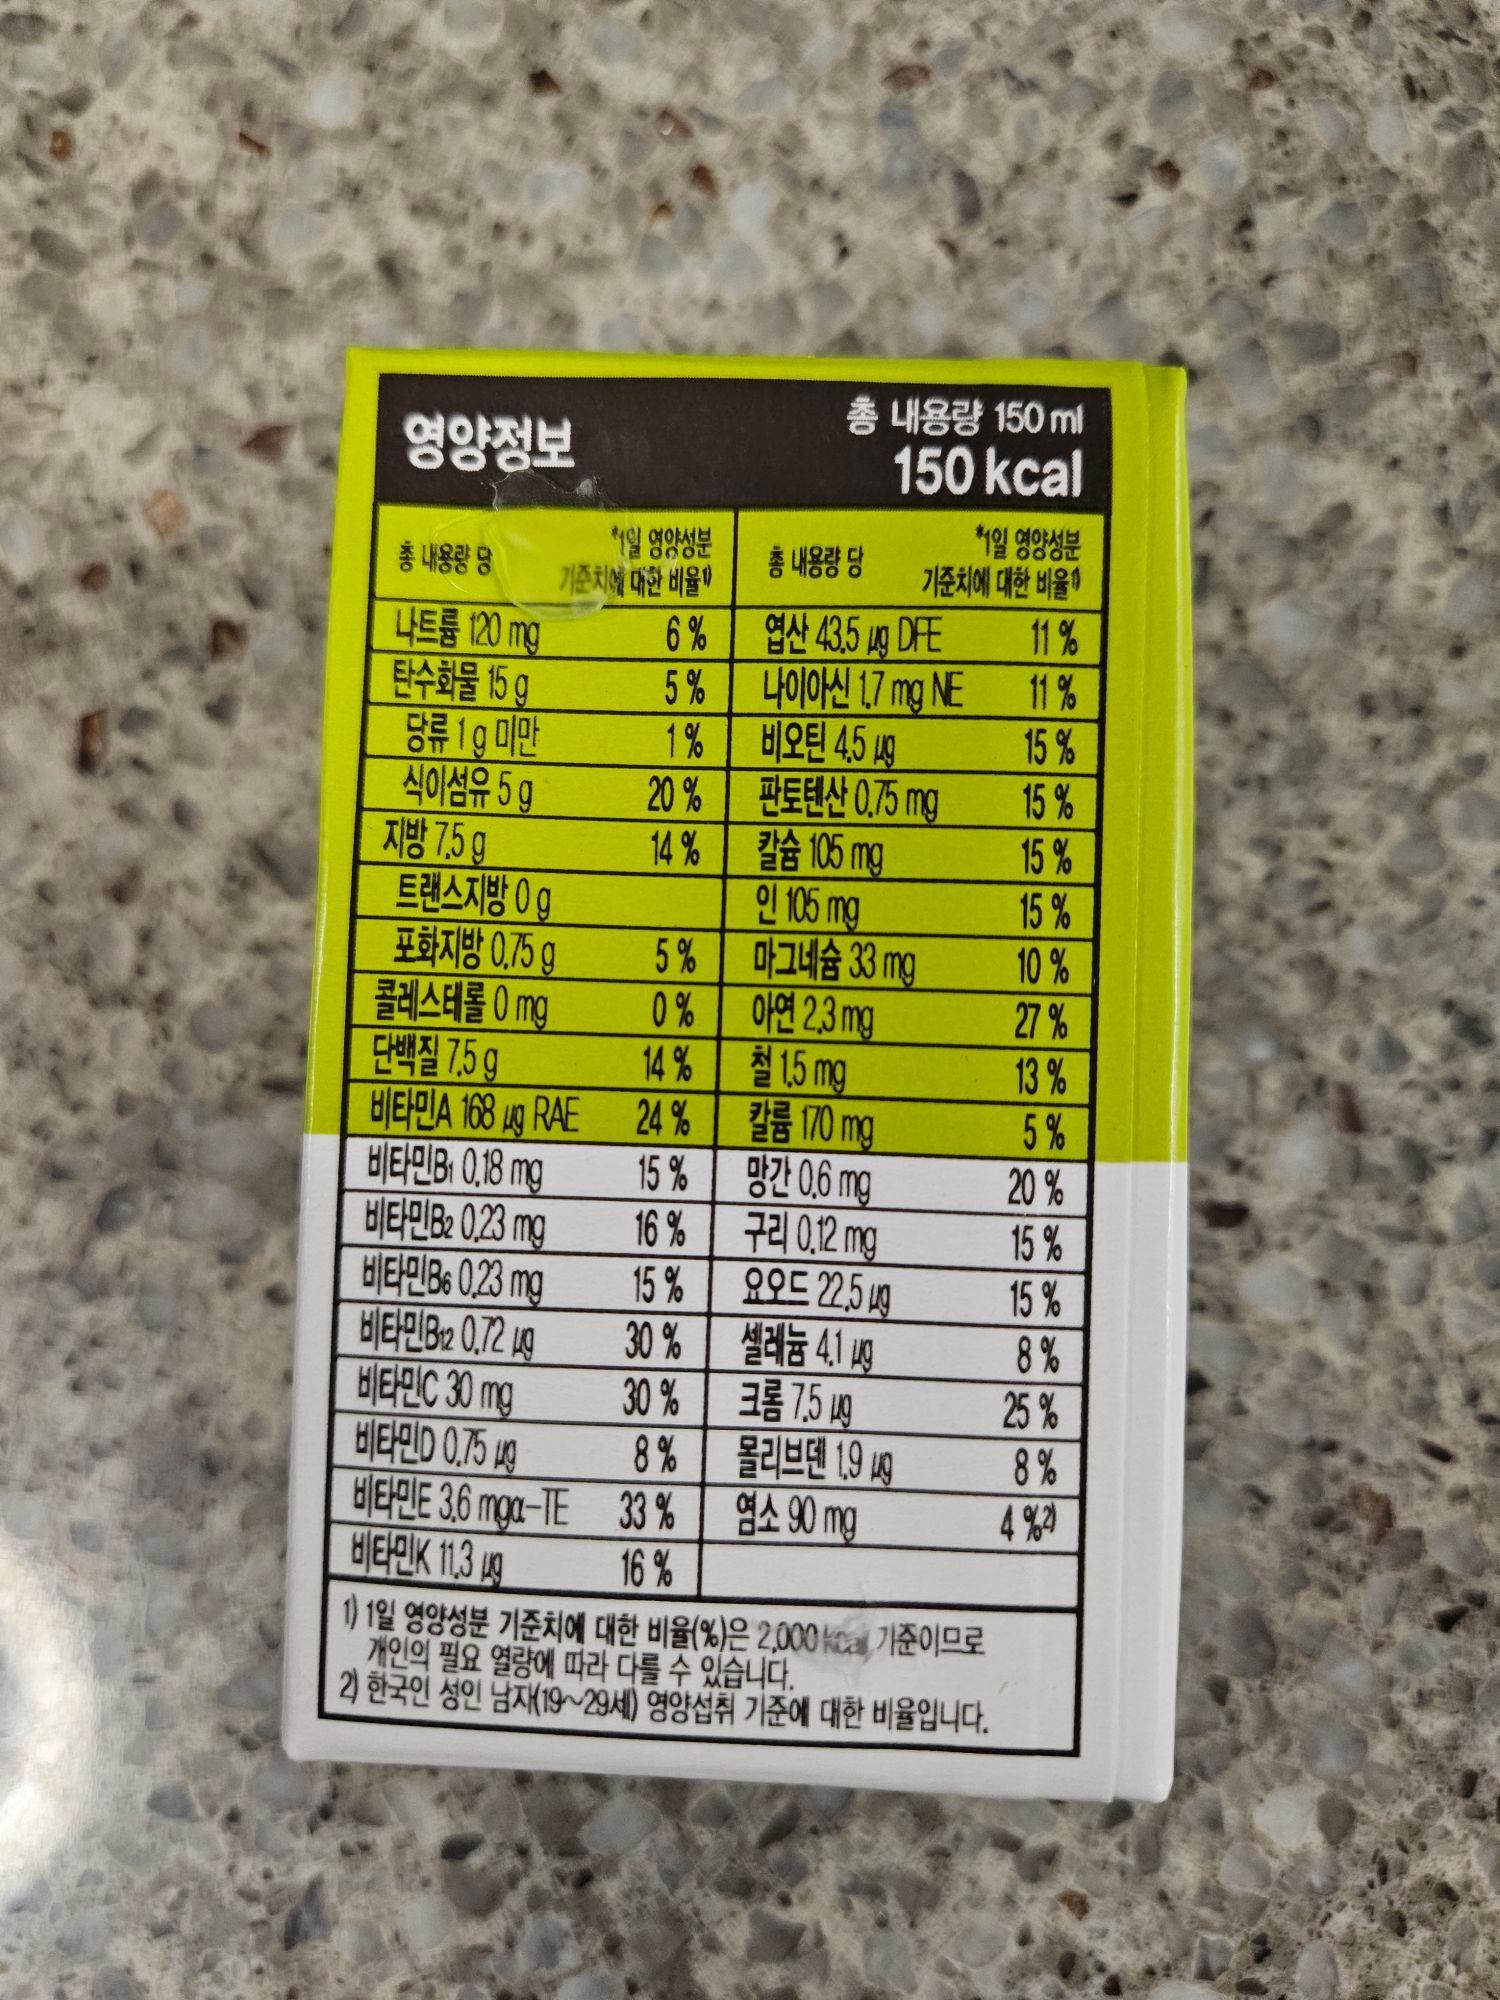 영양정보
총 내용량 150 ml
150 kcal
총 내용량 당
*1일 영양성분
기준치에 대한 비율1)
나트륨 120 mg 6 %
탄수화물 15 g 5 %
당류 1 g 미만 1 %
식이섬유 5 g 20 %
지방 7.5 g 14 %
트랜스지방 0 g
포화지방 0.75 g 5 %
콜레스테롤 0 mg 0 %
단백질 7.5 g 14 %
비타민A 168 μg RAE 24 %
비타민B1 0.18 mg 15 %
비타민B2 0.23 mg 16 %
비타민B6 0.23 mg 15 %
비타민B12 0.72 μg 30 %
비타민C 30 mg 30 %
비타민D 0.75 μg 8 %
비타민E 3.6 mgα-TE 33 %
비타민K 11.3 μg 16 %
총 내용량 당
*1일 영양성분
기준치에 대한 비율1)
엽산 43.5 μg DFE 11 %
나이아신 1.7 mg NE 11 %
비오틴 4.5 μg 15 %
판토텐산 0.75 mg 15 %
칼슘 105 mg 15 %
인 105 mg 15 %
마그네슘 33 mg 10 %
아연 2.3 mg 27 %
철 1.5 mg 13 %
칼륨 170 mg 5 %
망간 0.6 mg 20 %
구리 0.12 mg 15 %
요오드 22.5 μg 15 %
셀레늄 4.1 μg 8 %
크롬 7.5 μg 25 %
몰리브덴 1.9 μg 8 %
염소 90 mg 4 %2)
1) 1일 영양성분 기준치에 대한 비율(%)은 2,000 kcal 기준이므로
개인의 필요 열량에 따라 다를 수 있습니다.
2) 한국인 성인 남자(19~29세) 영양섭취 기준에 대한 비율입니다.